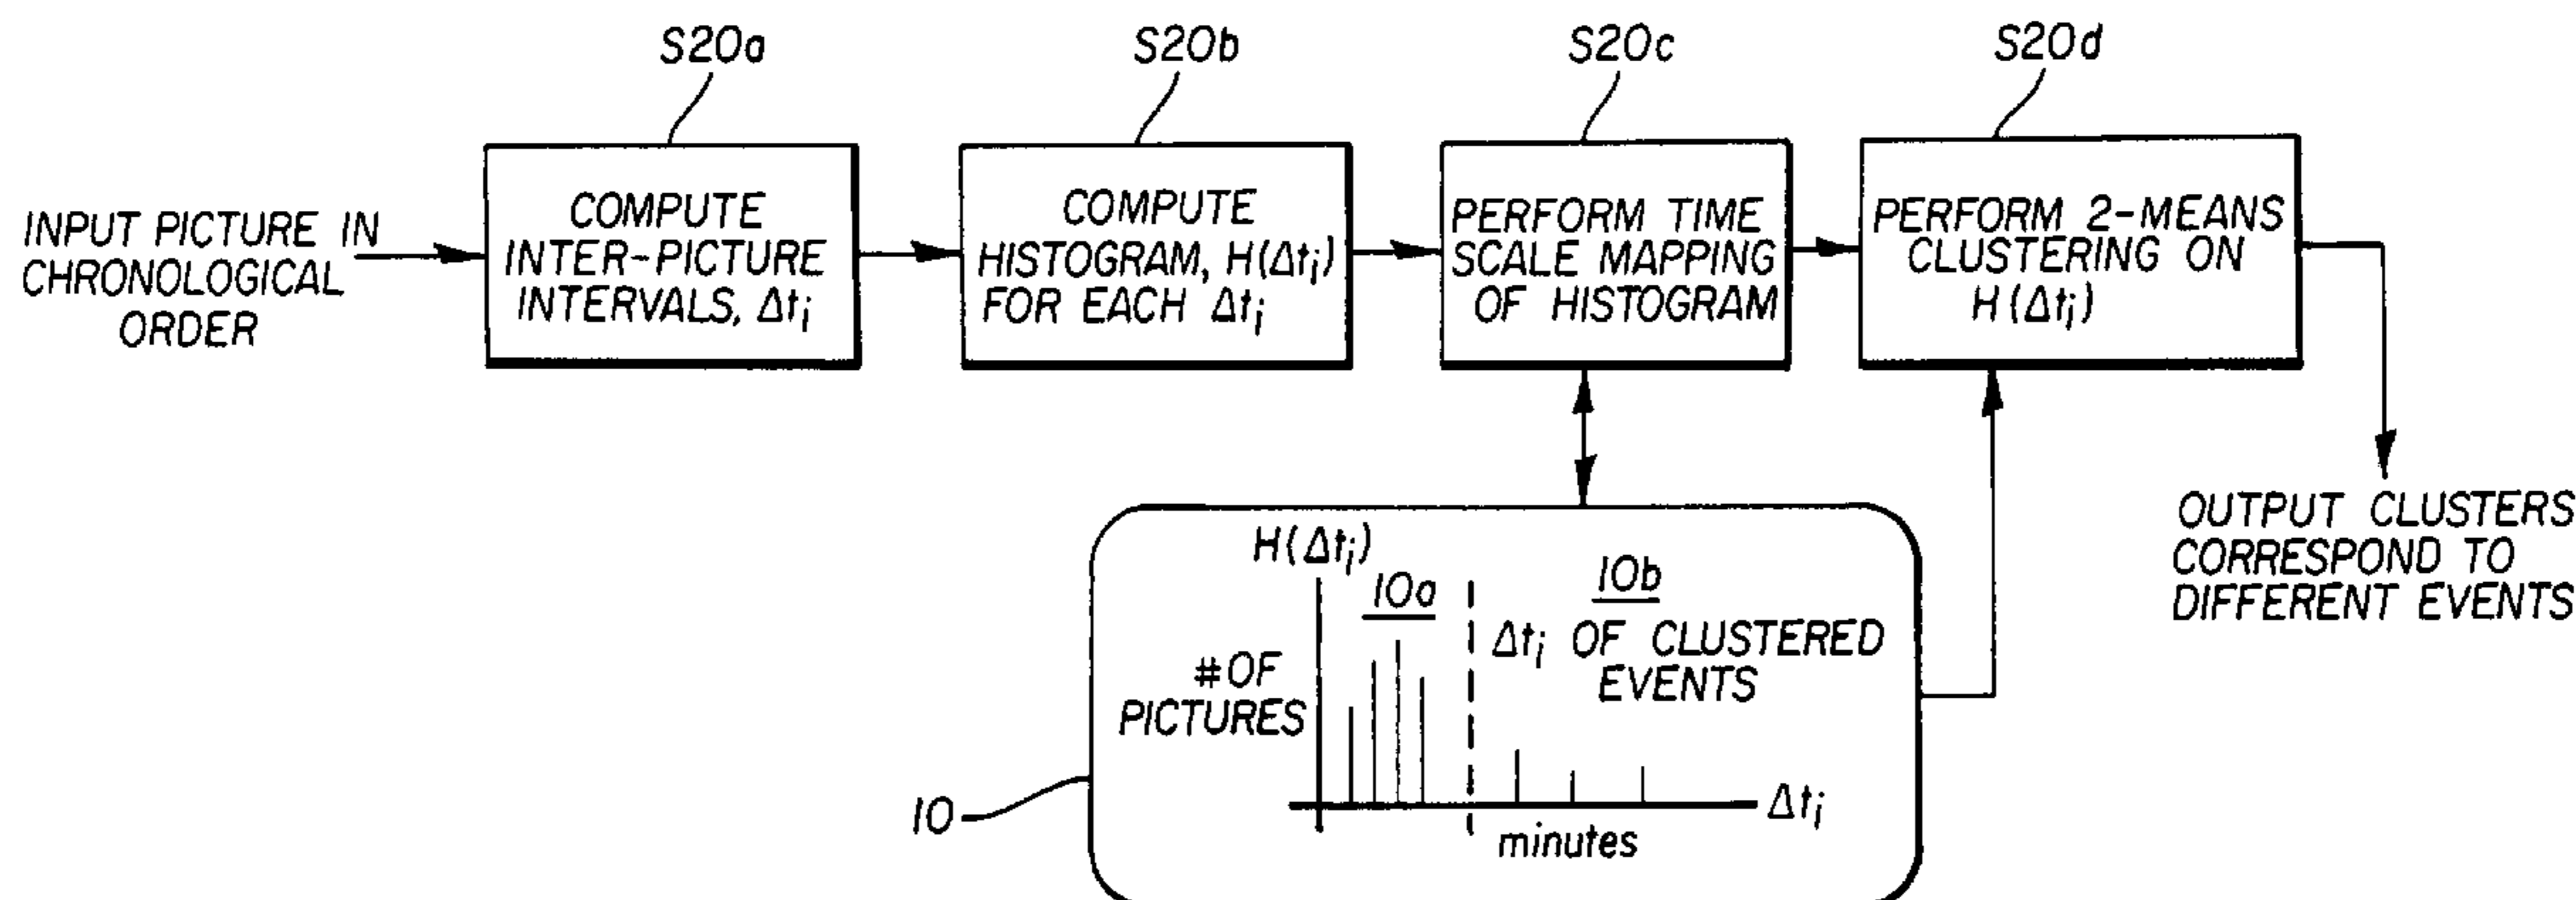 S20a
S20b
S20c
S20d
INPUT PICTURE IN
CHRONOLOGICAL
ORDER
COMPUTE
INTER-PICTURE
INTERVALS, Δti
COMPUTE
HISTOGRAM, H(Δti)
FOR EACH Δti
PERFORM TIME
SCALE MAPPING
OF HISTOGRAM
PERFORM 2-MEANS
CLUSTERING ON
H(Δti)
OUTPUT CLUSTERS
CORRESPOND TO
DIFFERENT EVENTS
H(Δti)
10a
10b
Δti OF CLUSTERED
EVENTS
# OF
PICTURES
Δti
minutes
10